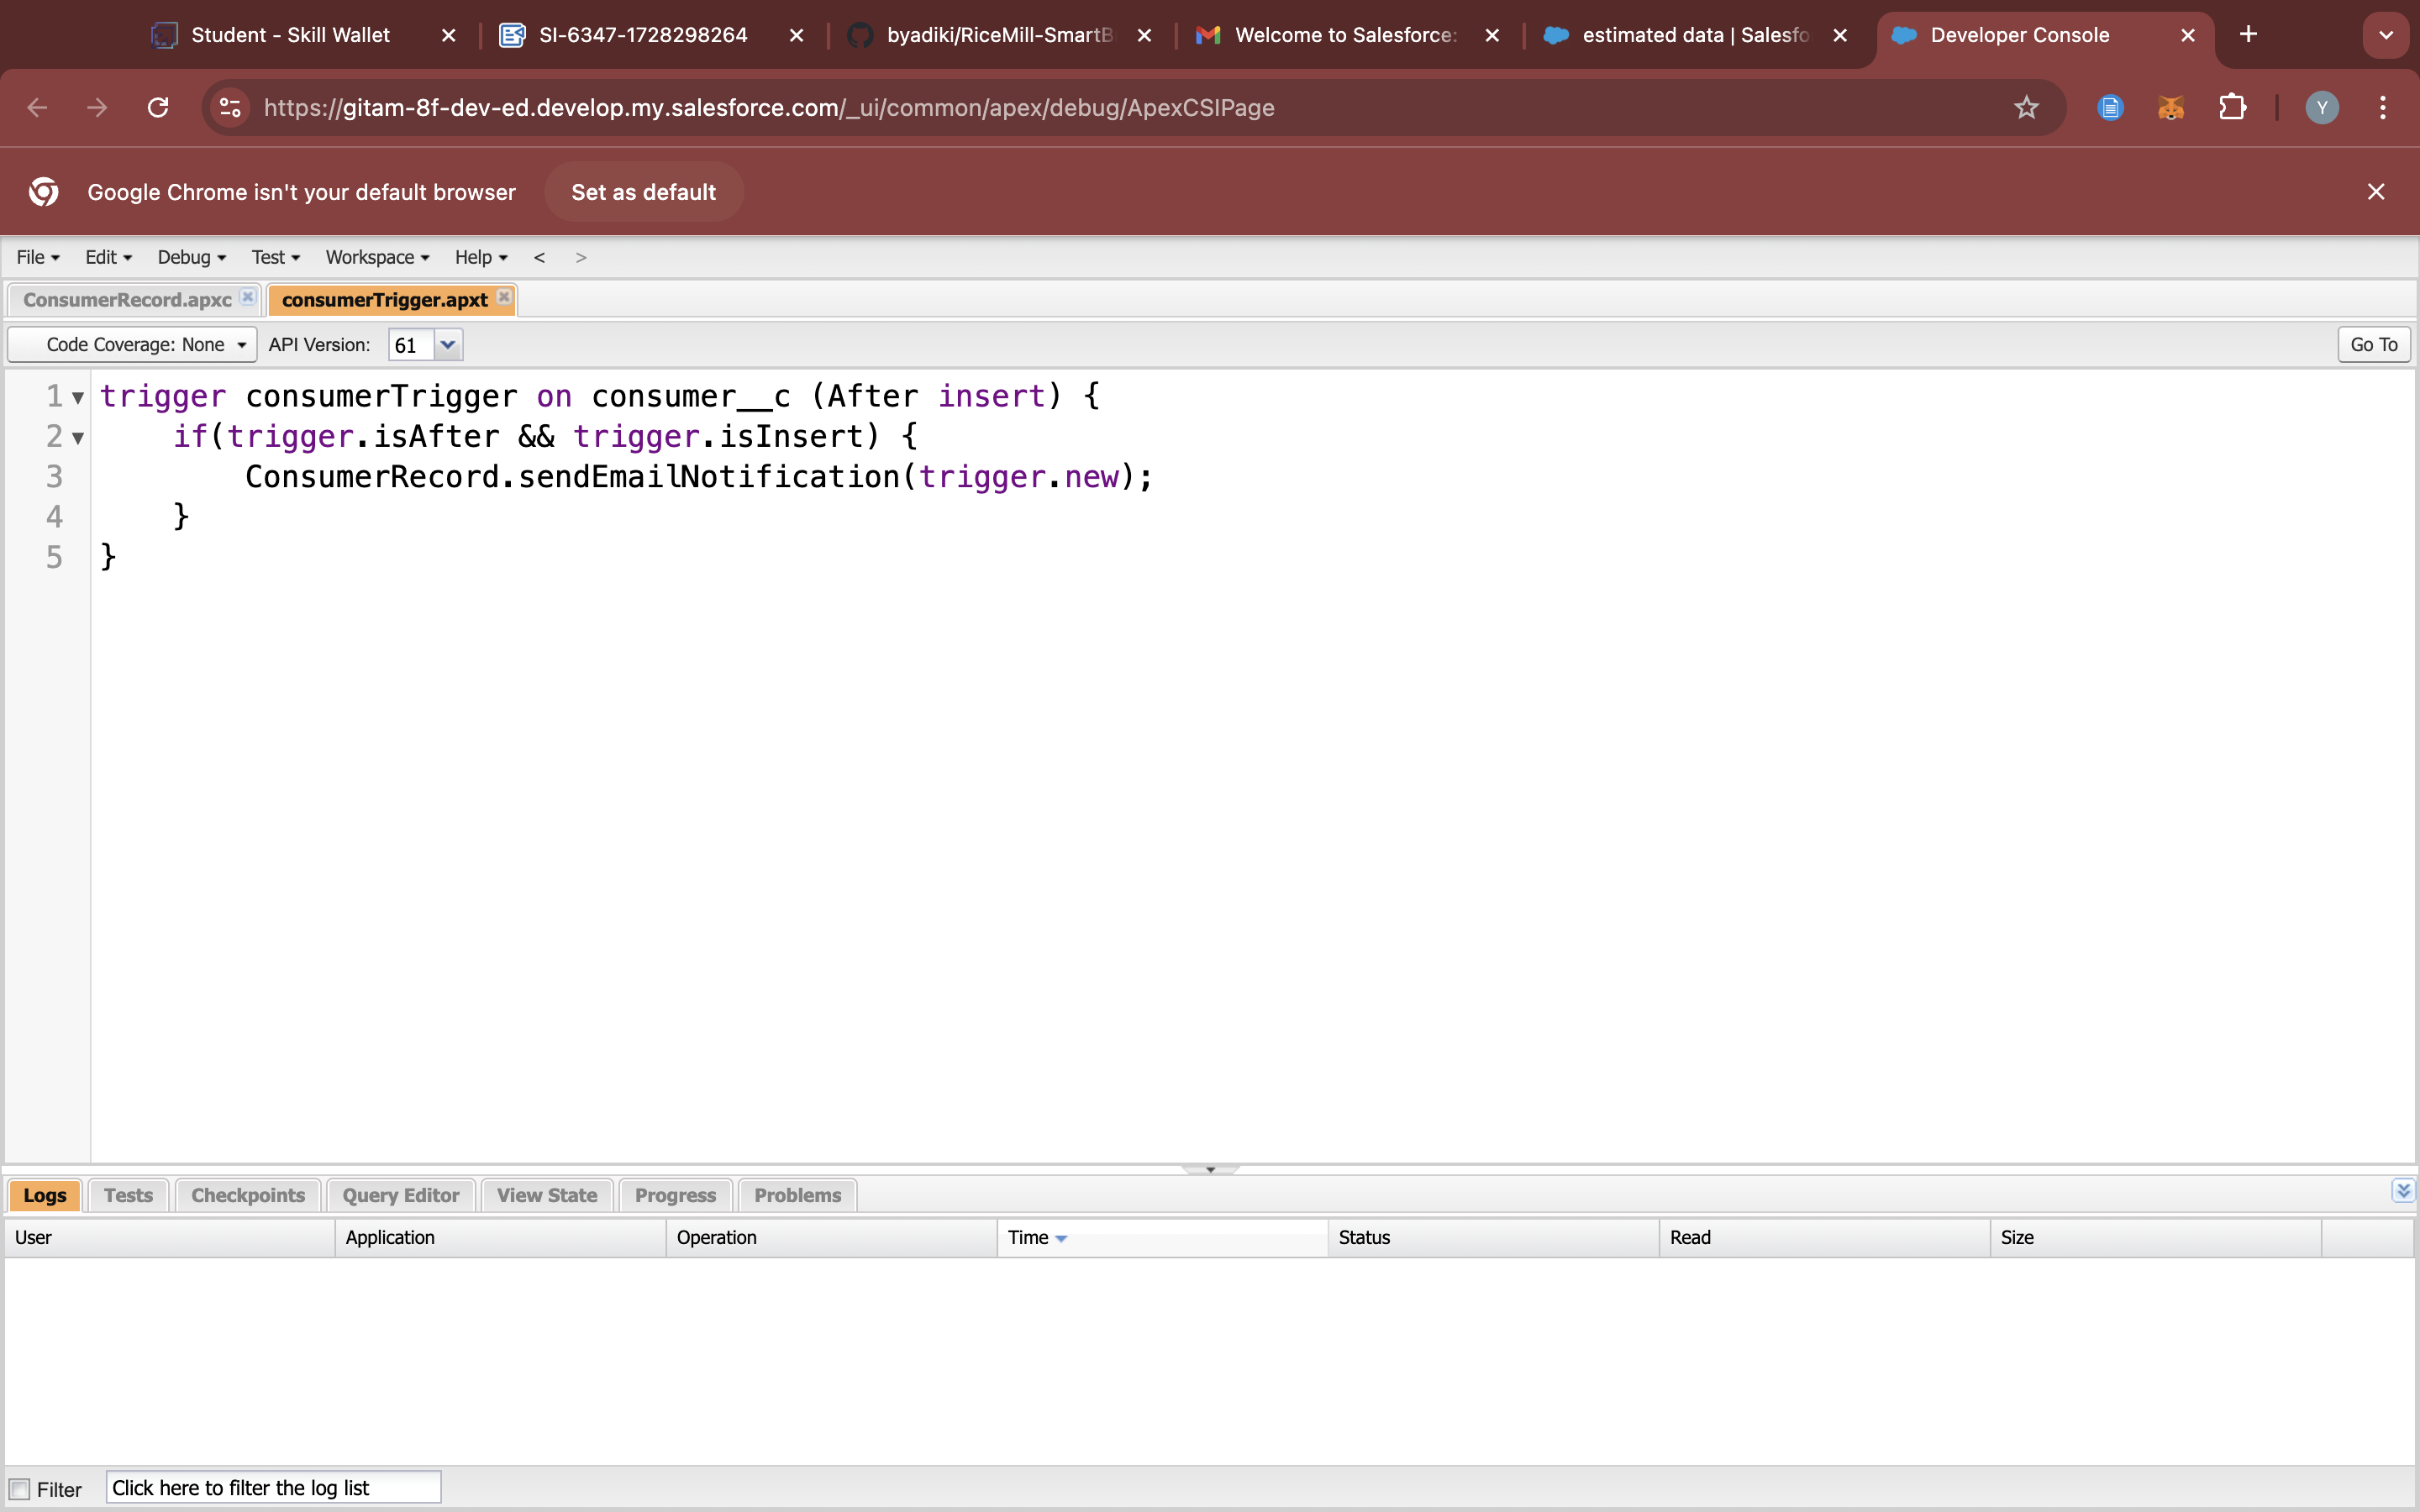 Student - Skill Wallet
SI-6347-1728298264
byadiki/RiceMill-SmartB
Welcome to Salesforce:
estimated data | Salesfo
Developer Console
https://gitam-8f-dev-ed.develop.my.salesforce.com/_ui/common/apex/debug/ApexCSIPage
Y
Google Chrome isn't your default browser
Set as default
File Edit Debug Test Workspace Help < >
ConsumerRecord.apxc consumerTrigger.apxt
Code Coverage: None API Version: 61 Go To
1 trigger consumerTrigger on consumer__c (After insert) {
2 if(trigger.isAfter && trigger.isInsert) {
3 ConsumerRecord.sendEmailNotification(trigger.new);
4 }
5 }
Logs Tests Checkpoints Query Editor View State Progress Problems
User Application Operation Time Status Read Size
Filter Click here to filter the log list